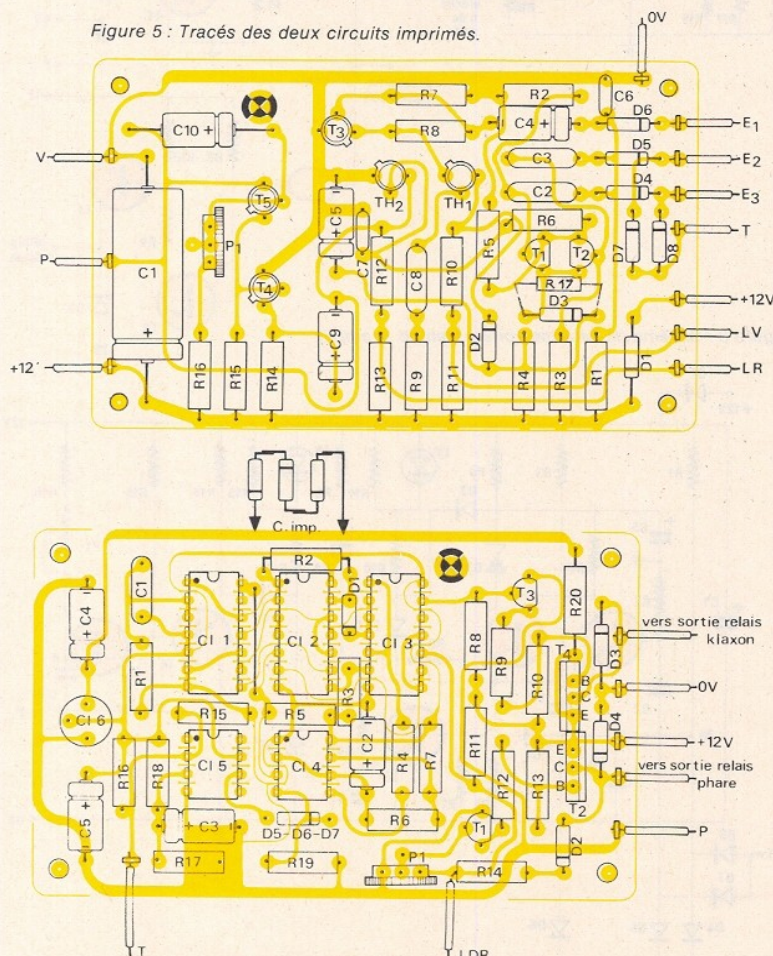 Figure 5 : Tracés des deux circuits imprimés.
0V
R7
R2
C6
D6
E1
C10 +
T3
R8
C4 +
D5
E2
V
C3
D4
E3
TH2
TH1
C2
T5
C5
R6
T
P1
C7
R12
C8
R10
R5
T1
T2
D7
D8
P
C1
T4
R17
D3
+12V
C9
D2
LV
D1
LR
+12
R16
R15
R14
R13
R9
R11
R4
R3
R1
C. imp.
R2
C4
C1
CI 1
CI 2
D1
CI 3
T3
R20
vers sortie relais
klaxon
R8
R9
D3
R1
R10
T4
B
C
E
0V
R3
CI 6
R15
R5
D4
+12V
C2
R4
R7
R11
E
C
B
vers sortie relais
phare
R16
R18
CI 5
CI 4
R12
R13
T2
C5
C3
D5-D6-D7
R6
T1
D2
P
R17
R19
P1
R14
T
LDR